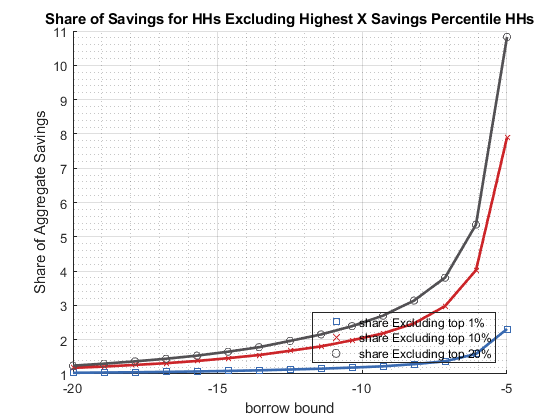 Share of Savings for HHs Excluding Highest X Savings Percentile HHs
11
10
9
8
7
6
5
4
3
2
1
Share of Aggregate Savings
share Excluding top 1%
share Excluding top 10%
share Excluding top 20%
-20
-15
-10
-5
borrow bound